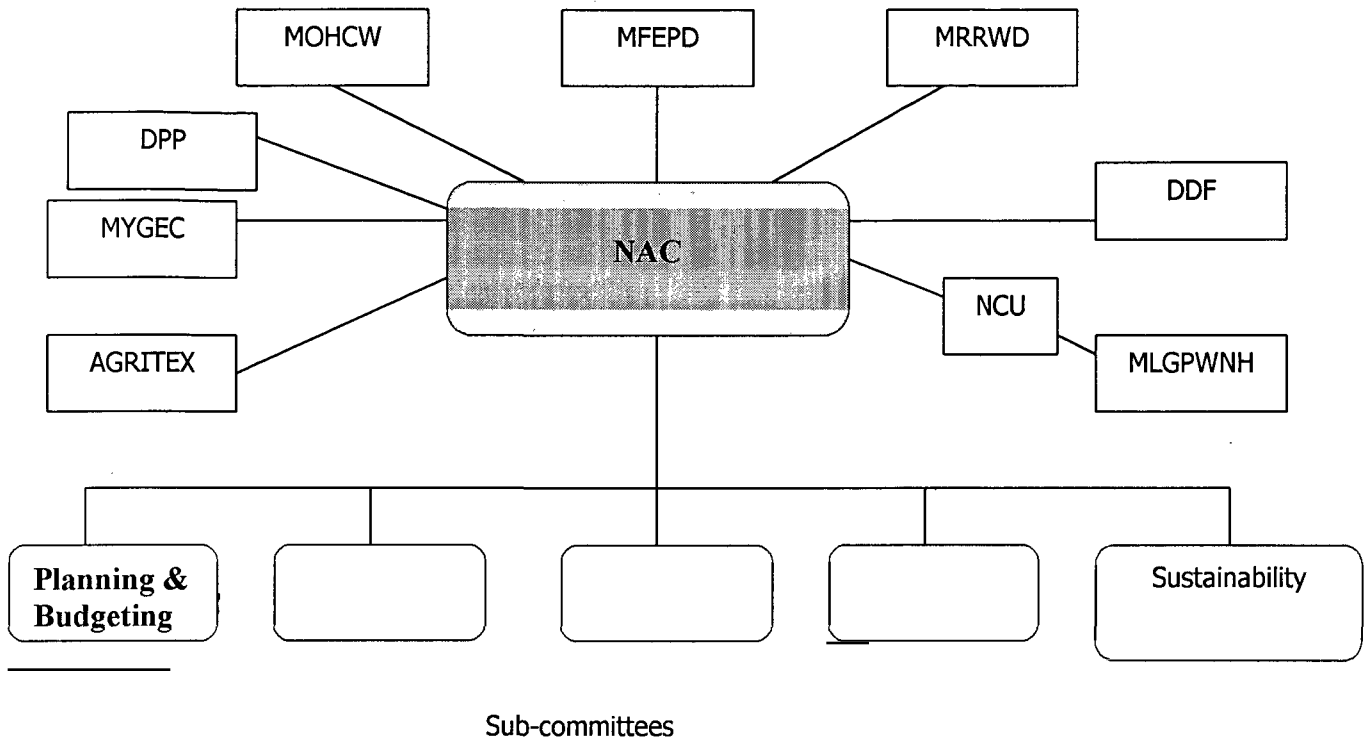 MOHCW
MFEPD
MRRWD
DPP
DDF
MYGEC
NAC
NCU
AGRITEX
MLGPWNH
Planning &
Budgeting
Sustainability
Sub-committees